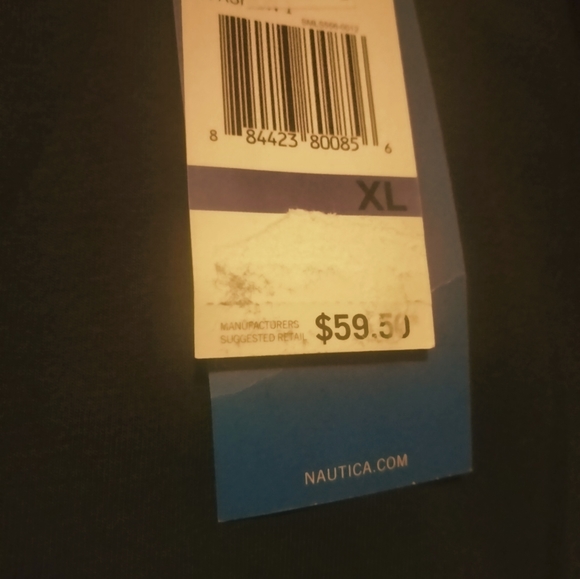 8 84423 80085 6
XL
MANUFACTURERS
SUGGESTED RETAIL $59.50
NAUTICA.COM